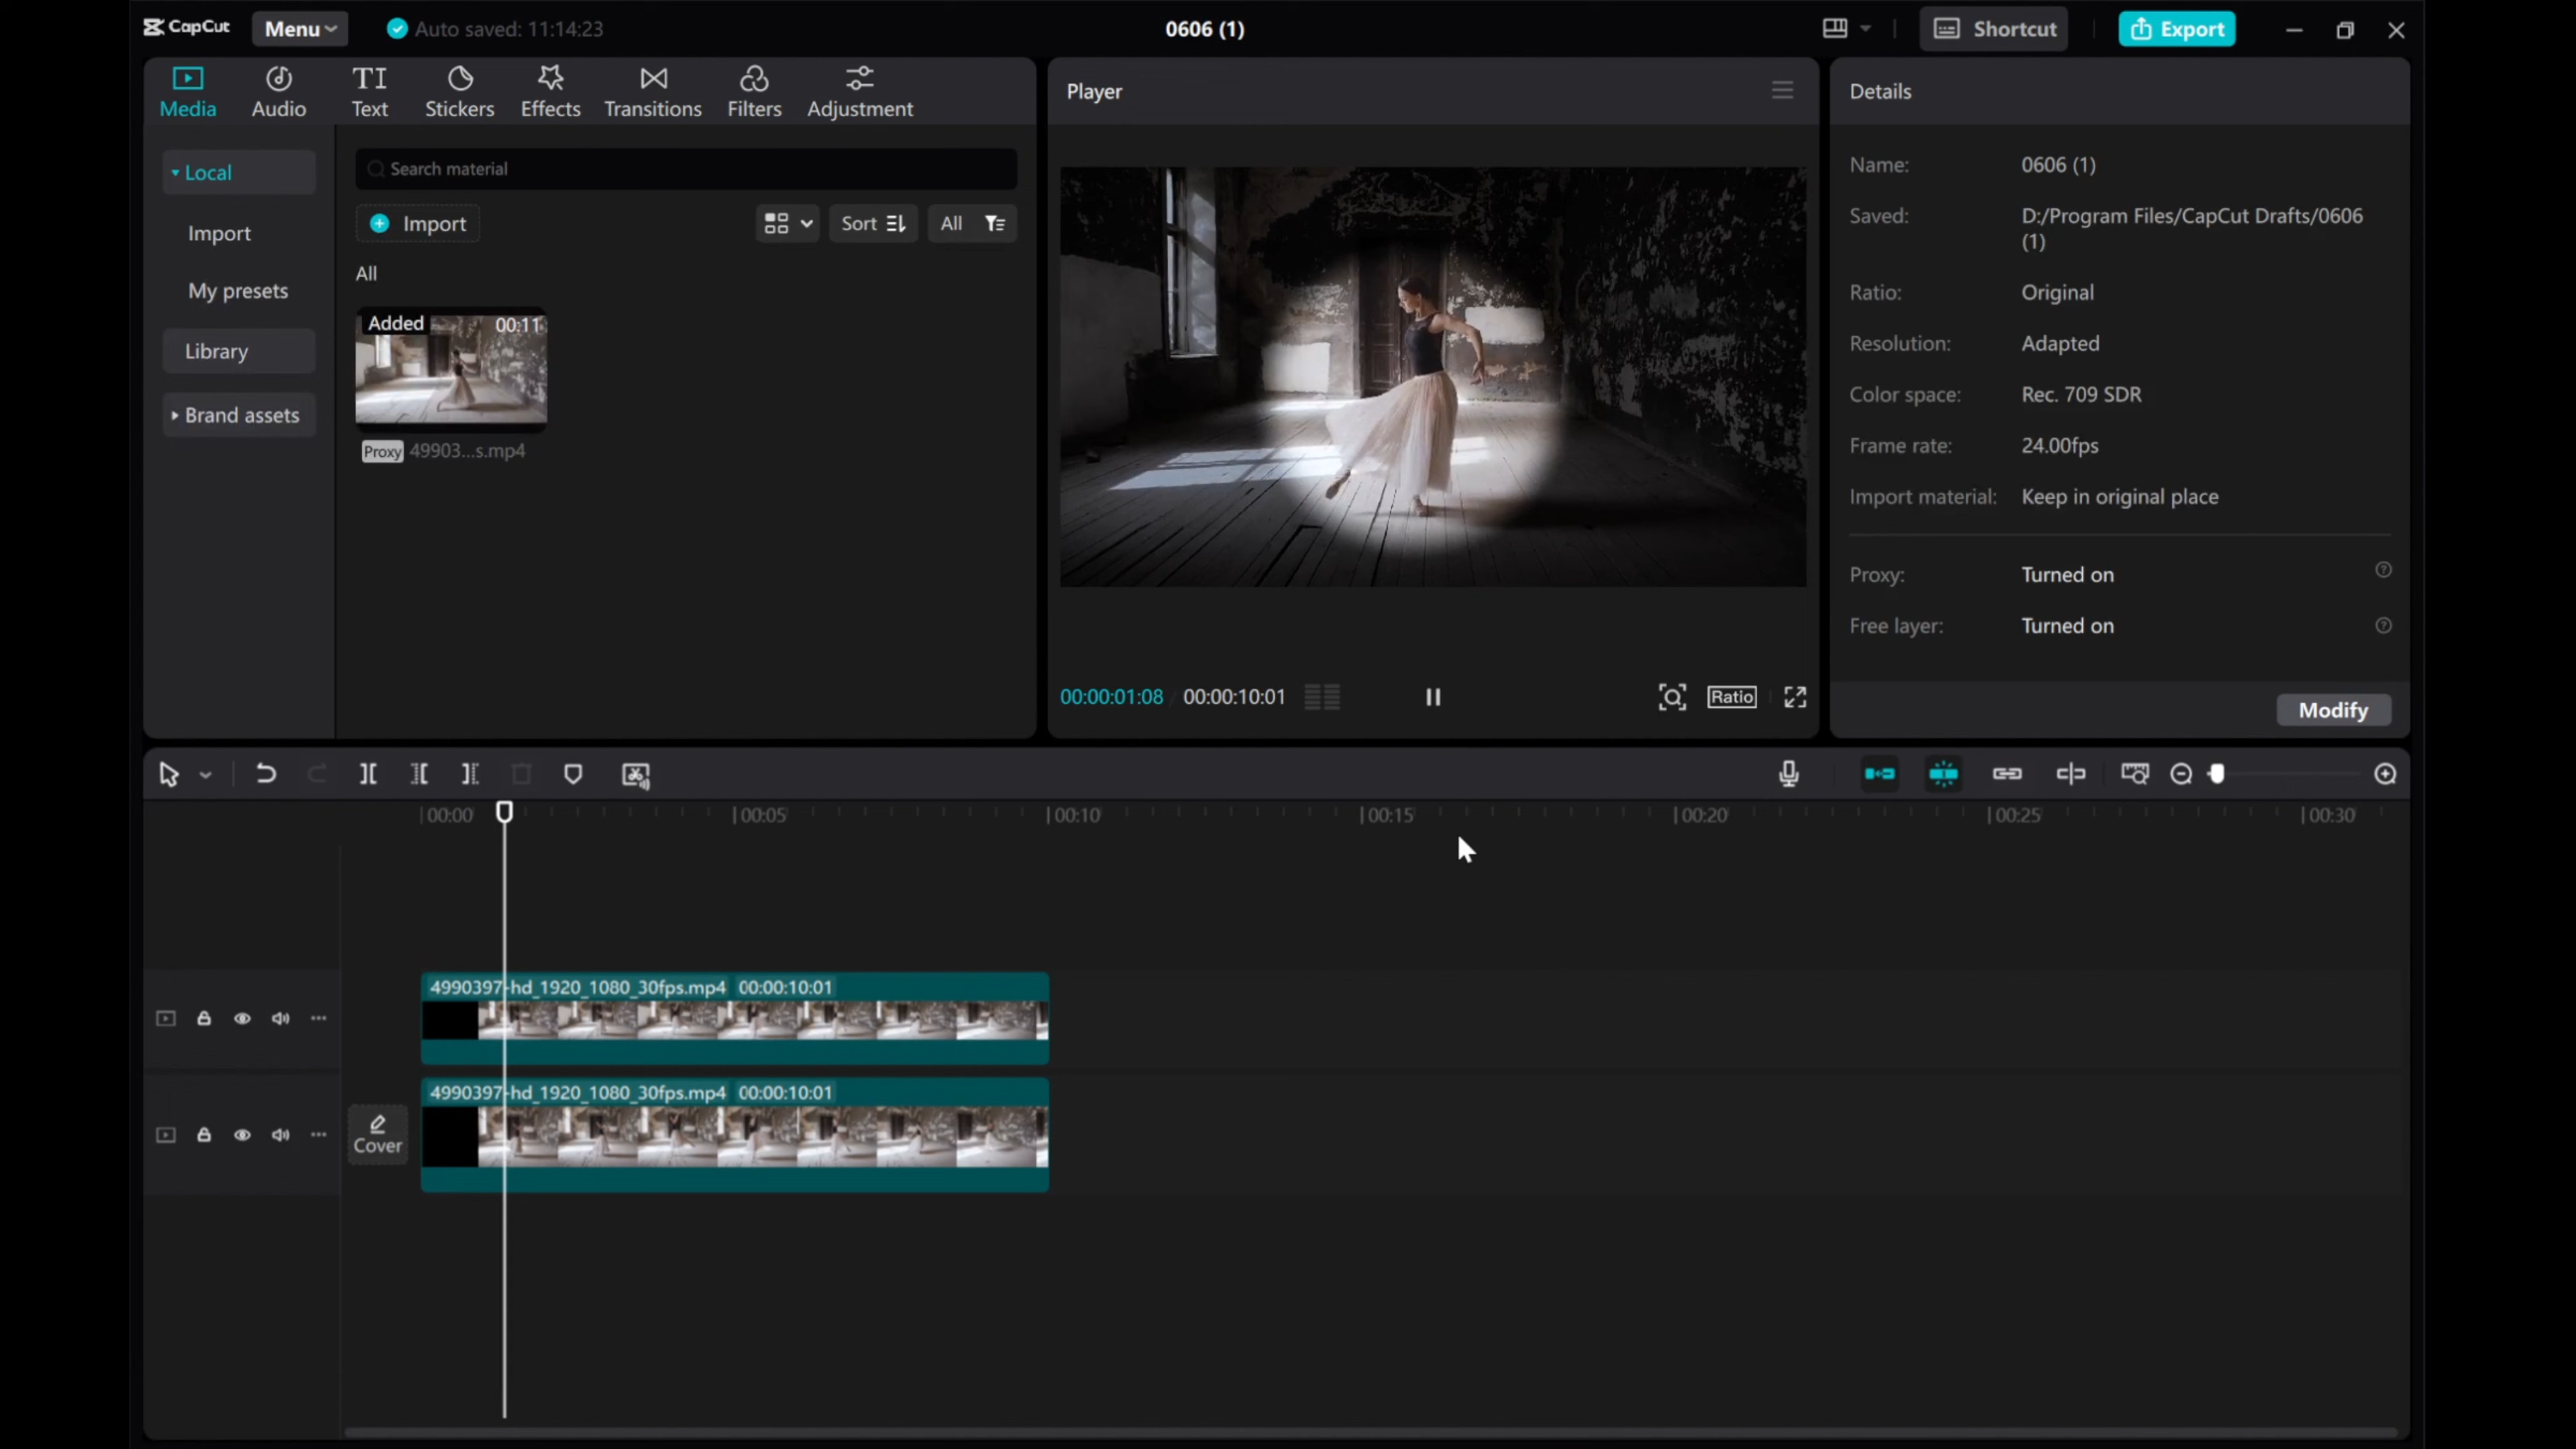 CapCut
Menu
Auto saved: 11:14:23
0606 (1)
Shortcut
Export
Media
Audio
TI
Text
Stickers
Effects
Transitions
Filters
Adjustment
Local
Import
My presets
Library
Brand assets
Search material
Import
Sort
All
All
Added
00:11
Proxy
49903...s.mp4
Player
00:00:01:08
00:00:10:01
Ratio
Details
Name:
0606 (1)
Saved:
D:/Program Files/CapCut Drafts/0606
(1)
Ratio:
Original
Resolution:
Adapted
Color space:
Rec. 709 SDR
Frame rate:
24.00fps
Import material:
Keep in original place
Proxy:
Turned on
Free layer:
Turned on
Modify
00:00
00:05
00:10
00:15
00:20
00:25
00:30
4990397-hd_1920_1080_30fps.mp4
00:00:10:01
4990397-hd_1920_1080_30fps.mp4
00:00:10:01
Cover